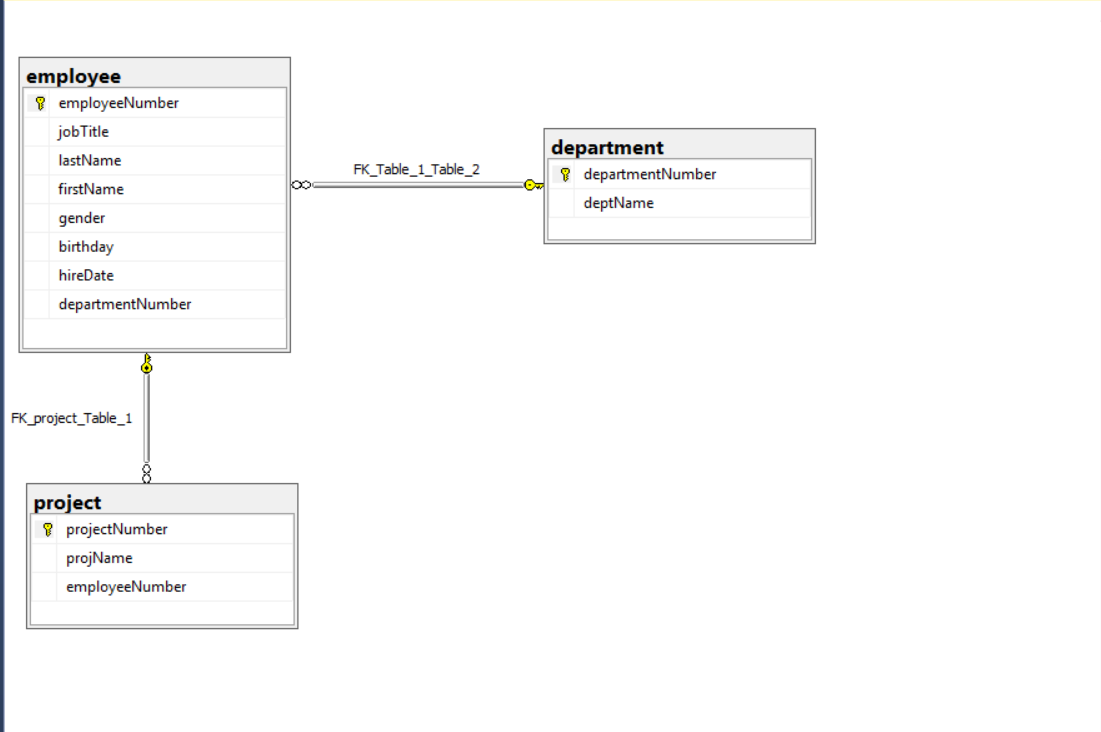 employee
employeeNumber
jobTitle
lastName
firstName
gender
birthday
hireDate
departmentNumber
FK_Table_1_Table_2
department
departmentNumber
deptName
FK_project_Table_1
project
projectNumber
projName
employeeNumber